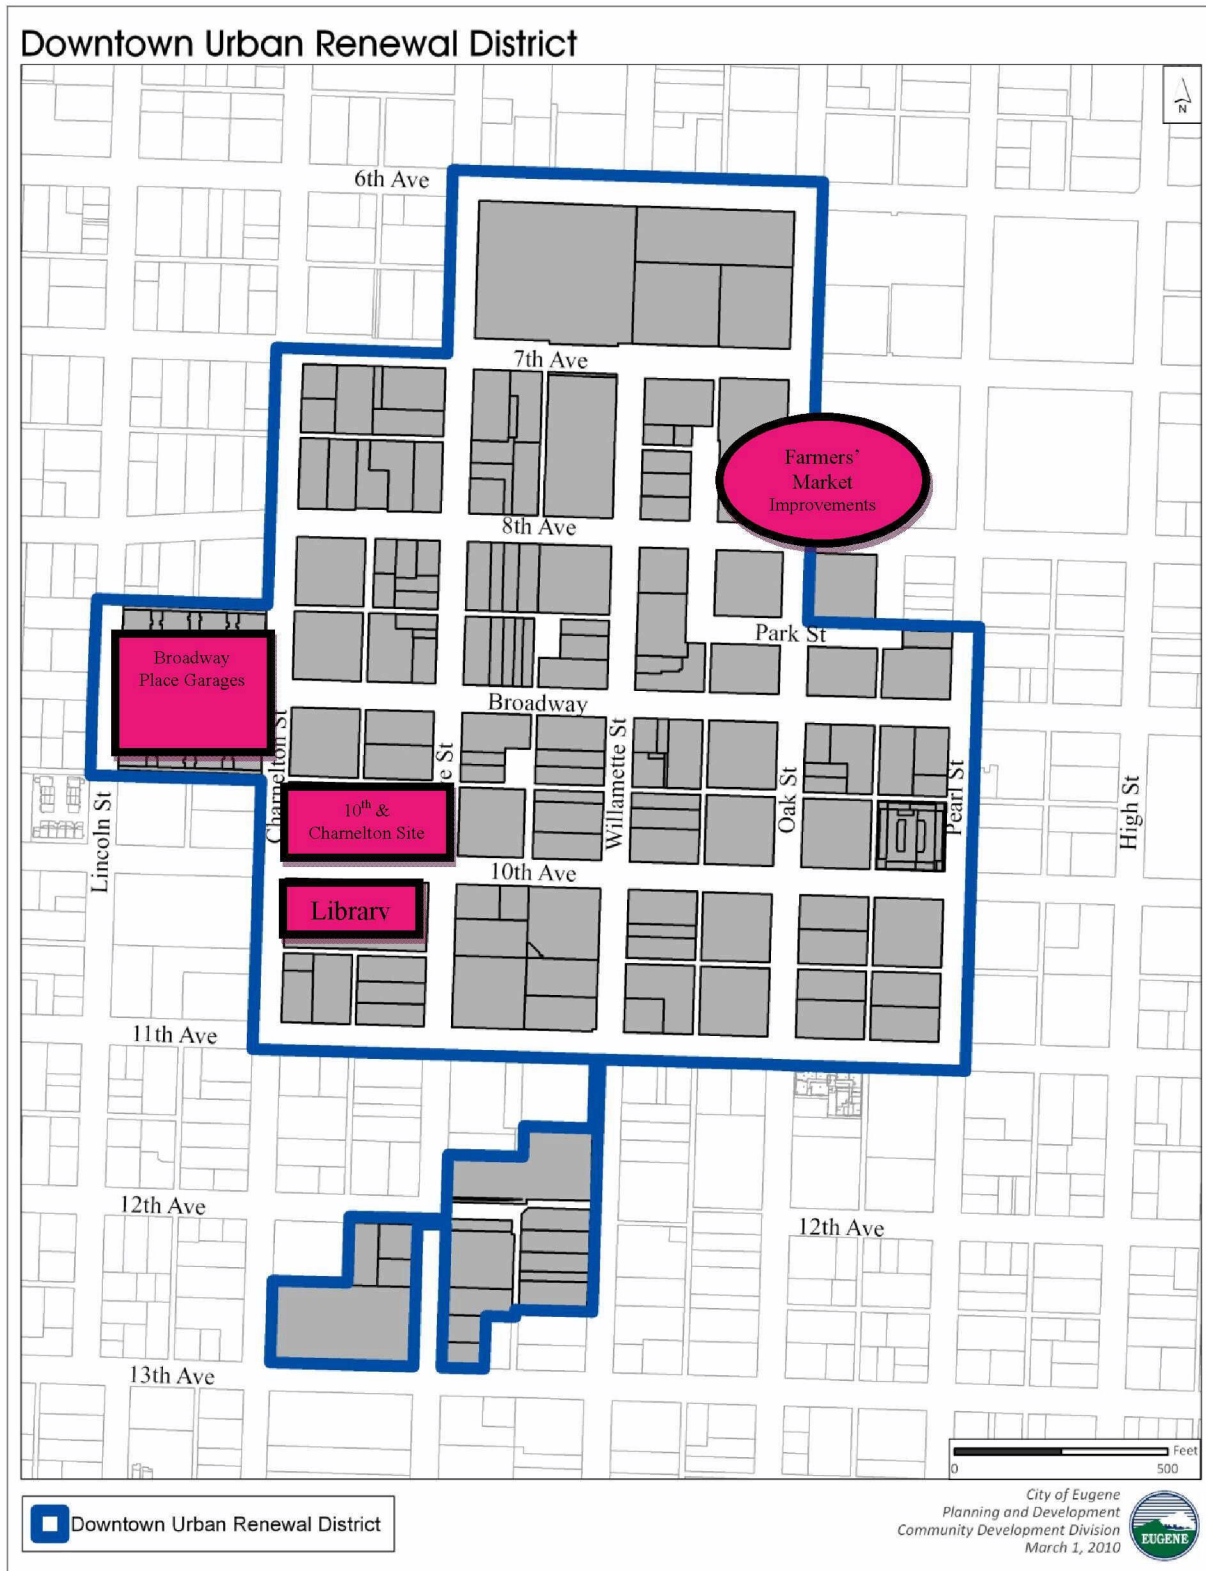 Downtown Urban Renewal District
N
6th Ave
7th Ave
Farmers’
Market
Improvements
8th Ave
Park St
Broadway
Place Garages
Broadway
Charnelton St
e St
Willamette St
Oak St
Pearl St
High St
Lincoln St
10th &
Charnelton Site
10th Ave
Library
11th Ave
12th Ave
12th Ave
13th Ave
Feet
0 500
Downtown Urban Renewal District
City of Eugene
Planning and Development
Community Development Division
March 1, 2010
EUGENE